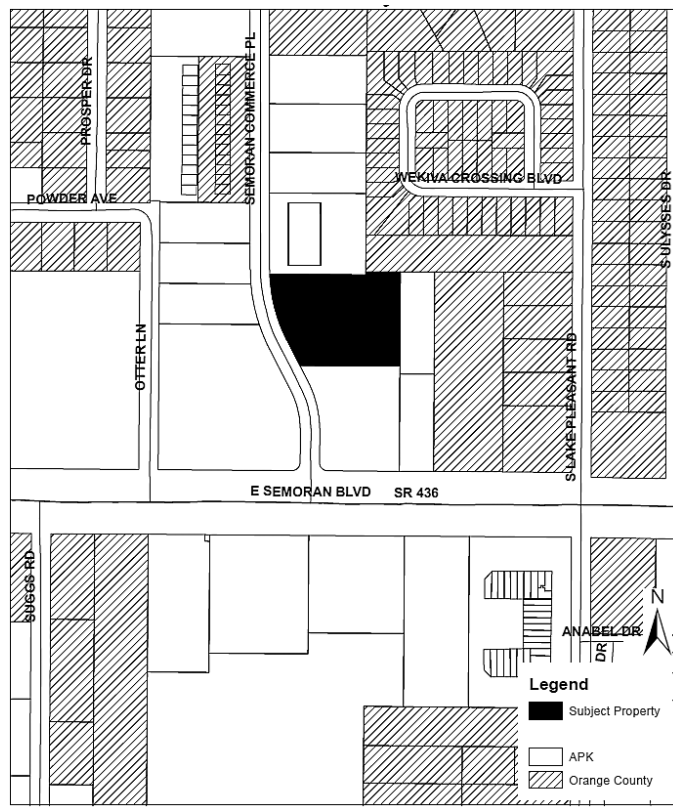 PROSPER DR
SEMORAN COMMERCE PL
WEKIVA CROSSING BLVD
S ULYSSES DR
POWDER AVE
OTTER LN
S LAKE PLEASANT RD
E SEMORAN BLVD SR 436
SUGGS RD
N
ANABEL DR
DR
Legend
Subject Property
APK
Orange County